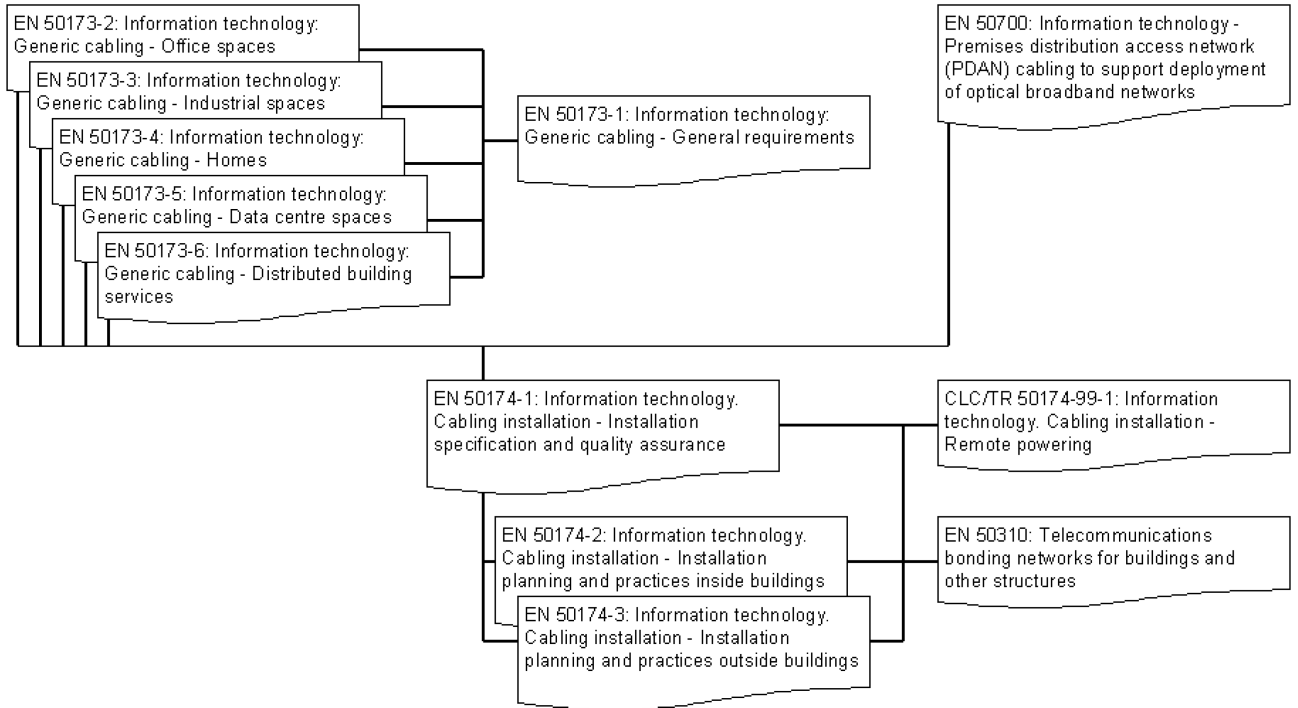 EN 50173-2: Information technology:
Generic cabling - Office spaces
EN 50173-3: Information technology:
Generic cabling - Industrial spaces
EN 50173-4: Information technology:
Generic cabling - Homes
EN 50173-5: Information technology:
Generic cabling - Data centre spaces
EN 50173-6: Information technology:
Generic cabling - Distributed building
services
EN 50173-1: Information technology:
Generic cabling - General requirements
EN 50700: Information technology -
Premises distribution access network
(PDAN) cabling to support deployment
of optical broadband networks
EN 50174-1: Information technology.
Cabling installation - Installation
specification and quality assurance
CLC/TR 50174-99-1: Information
technology. Cabling installation -
Remote powering
EN 50174-2: Information technology.
Cabling installation - Installation
planning and practices inside buildings
EN 50310: Telecommunications
bonding networks for buildings and
other structures
EN 50174-3: Information technology.
Cabling installation - Installation
planning and practices outside buildings